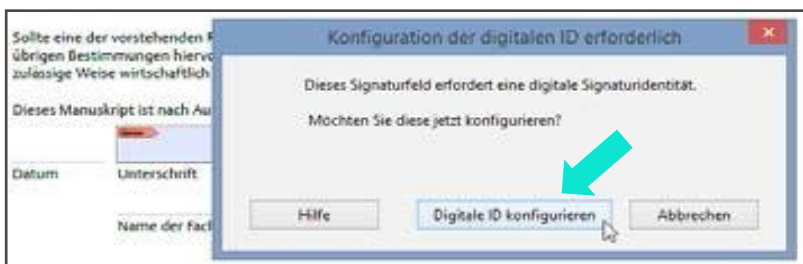 Sollte eine der vorstehenden
übrigen Bestimmungen hiervo
zulässige Weise wirtschaftlich
Dieses Manuskript ist nach Au
Datum Unterschrift
Name der Fach
Konfiguration der digitalen ID erforderlich
Dieses Signaturfeld erfordert eine digitale Signaturidentität.
Möchten Sie diese jetzt konfigurieren?
Hilfe Digitale ID konfigurieren Abbrechen